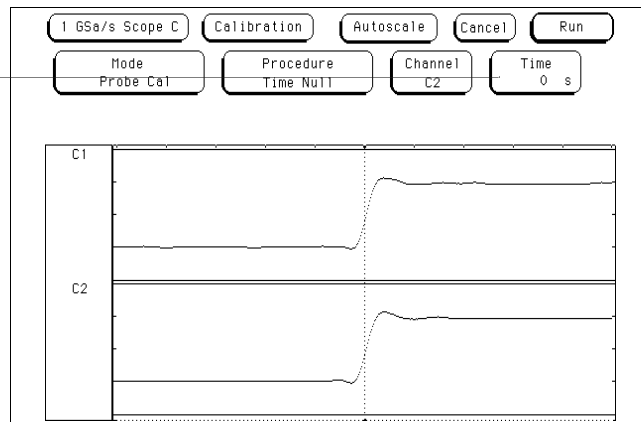 1 GSa/s Scope C Calibration Autoscale Cancel Run
Mode Procedure Channel Time
Probe Cal Time Null C2 0 s
C1
C2